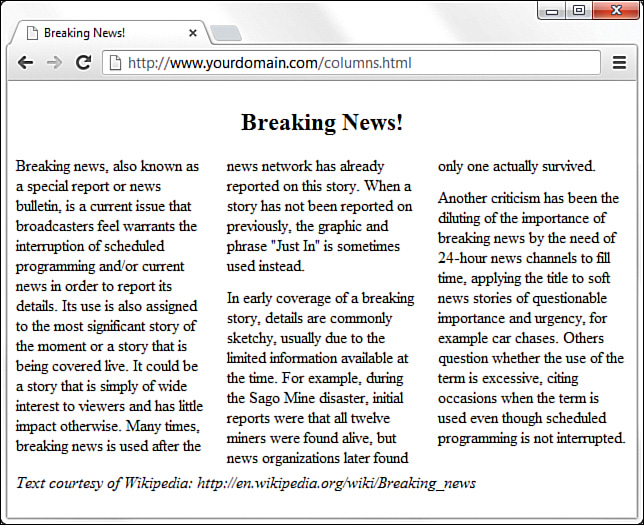 Breaking News!
http://www.yourdomain.com/columns.html
Breaking News!
Breaking news, also known as
a special report or news
bulletin, is a current issue that
broadcasters feel warrants the
interruption of scheduled
programming and/or current
news in order to report its
details. Its use is also assigned
to the most significant story of
the moment or a story that is
being covered live. It could be
a story that is simply of wide
interest to viewers and has little
impact otherwise. Many times,
breaking news is used after the
news network has already
reported on this story. When a
story has not been reported on
previously, the graphic and
phrase "Just In" is sometimes
used instead.
In early coverage of a breaking
story, details are commonly
sketchy, usually due to the
limited information available at
the time. For example, during
the Sago Mine disaster, initial
reports were that all twelve
miners were found alive, but
news organizations later found
only one actually survived.
Another criticism has been the
diluting of the importance of
breaking news by the need of
24-hour news channels to fill
time, applying the title to soft
news stories of questionable
importance and urgency, for
example car chases. Others
question whether the use of the
term is excessive, citing
occasions when the term is
used even though scheduled
programming is not interrupted.
Text courtesy of Wikipedia: http://en.wikipedia.org/wiki/Breaking_news